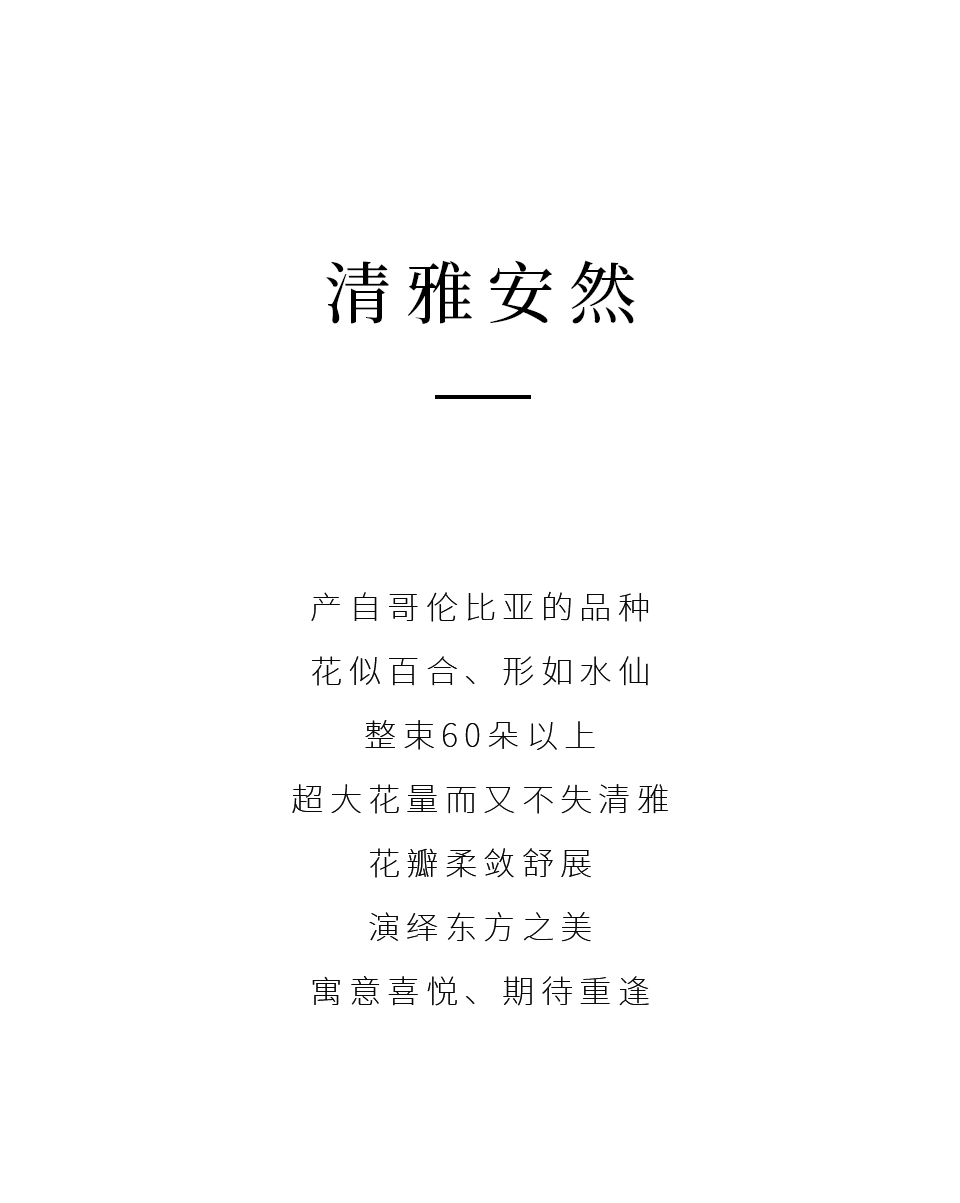 清雅安然
产自哥伦比亚的品种
花似百合、形如水仙
整束60朵以上
超大花量而又不失清雅
花瓣柔敛舒展
演绎东方之美
寓意喜悦、期待重逢